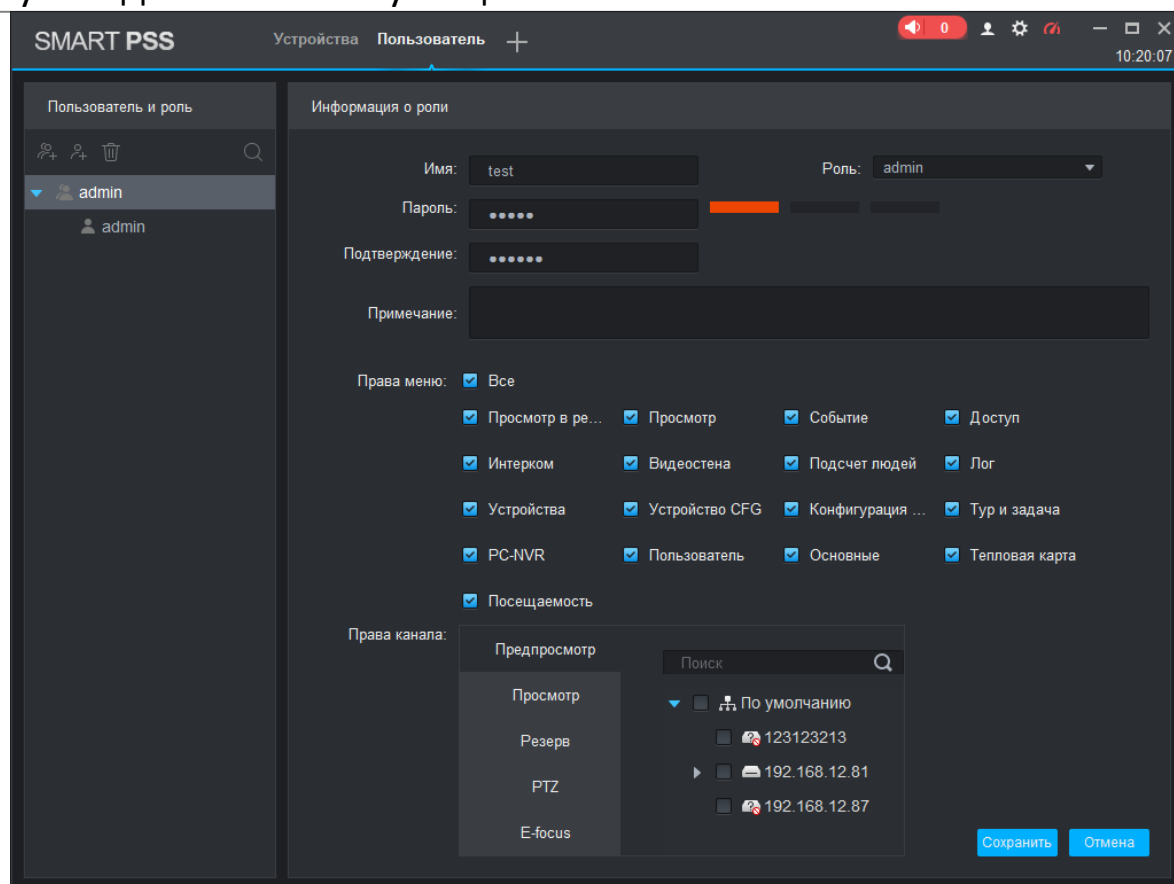 SMART PSS Устройства Пользователь 0
10:20:07
Пользователь и роль Информация о роли
Имя: test Роль: admin
admin
Пароль: •••••
admin
Подтверждение: ••••••
Примечание:
Права меню: Все
Просмотр в ре... Просмотр Событие Доступ
Интерком Видеостена Подсчет людей Лог
Устройства Устройство CFG Конфигурация ... Тур и задача
PC-NVR Пользователь Основные Тепловая карта
Посещаемость
Права канала:
Предпросмотр Поиск
Просмотр По умолчанию
Резерв 123123213
192.168.12.81
PTZ
192.168.12.87
E-focus
Сохранить Отмена